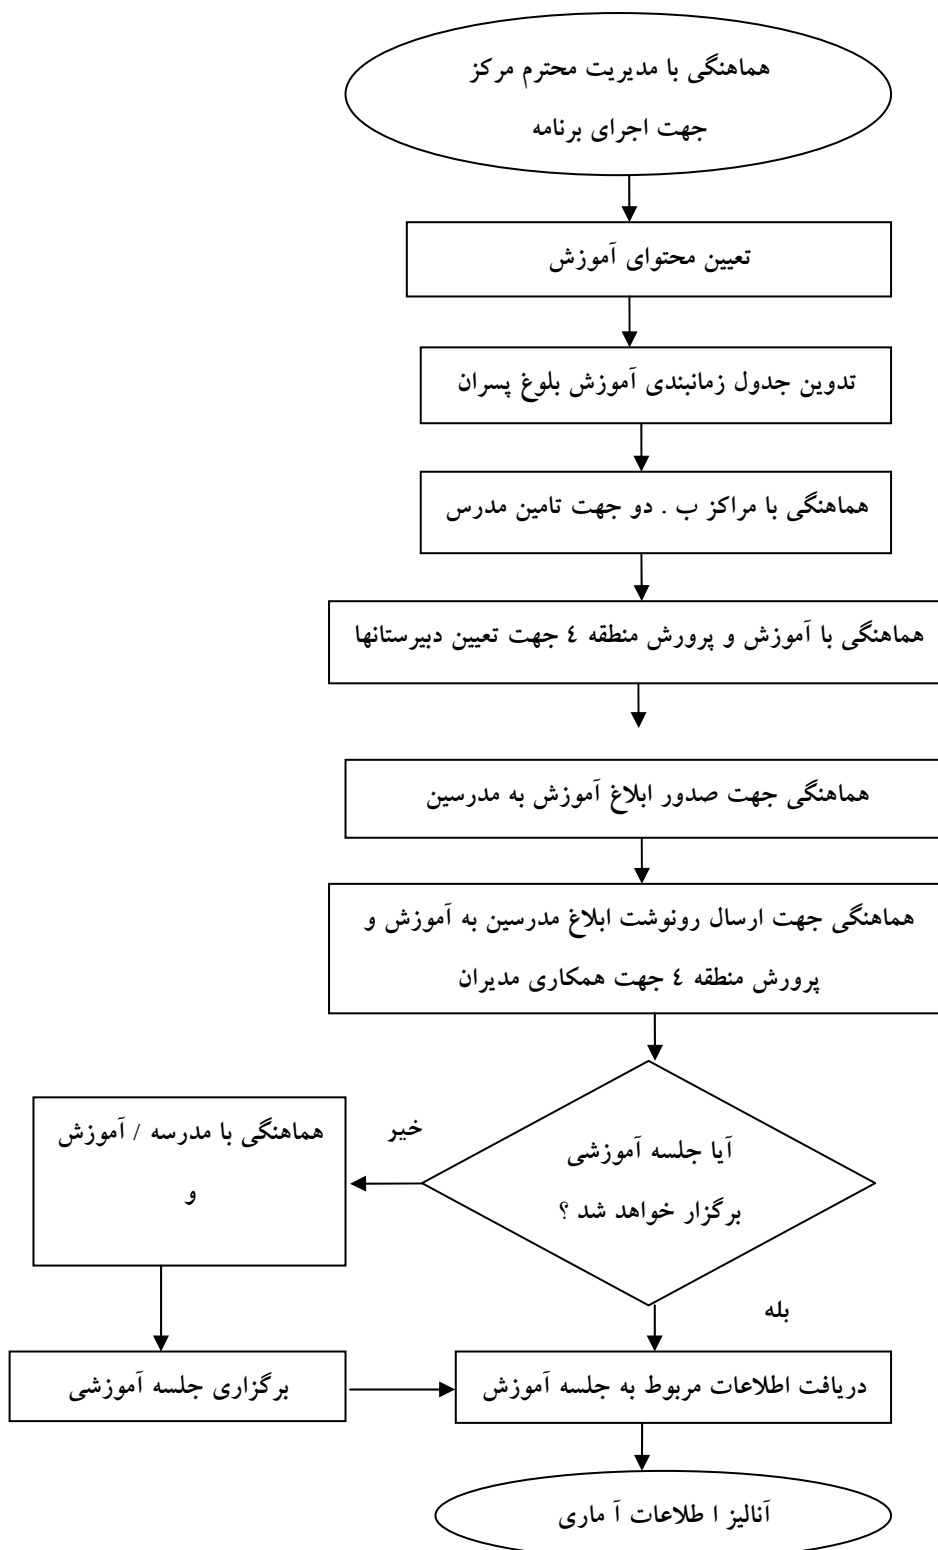 هماهنگی با مدیریت محترم مرکز
جهت اجرای برنامه
تعیین محتوای آموزش
تدوین جدول زمانبندی آموزش بلوغ پسران
هماهنگی با مراکز ب . دو جهت تامین مدرس
هماهنگی با آموزش و پرورش منطقه ٤ جهت تعیین دبیرستانها
هماهنگی جهت صدور ابلاغ آموزش به مدرسین
هماهنگی جهت ارسال رونوشت ابلاغ مدرسین به آموزش و
پرورش منطقه ٤ جهت همکاری مدیران
آیا جلسه آموزشی
برگزار خواهد شد ؟
خیر
هماهنگی با مدرسه / آموزش
و
بله
دریافت اطلاعات مربوط به جلسه آموزش
برگزاری جلسه آموزشی
آنالیز ا طلاعات آ ماری